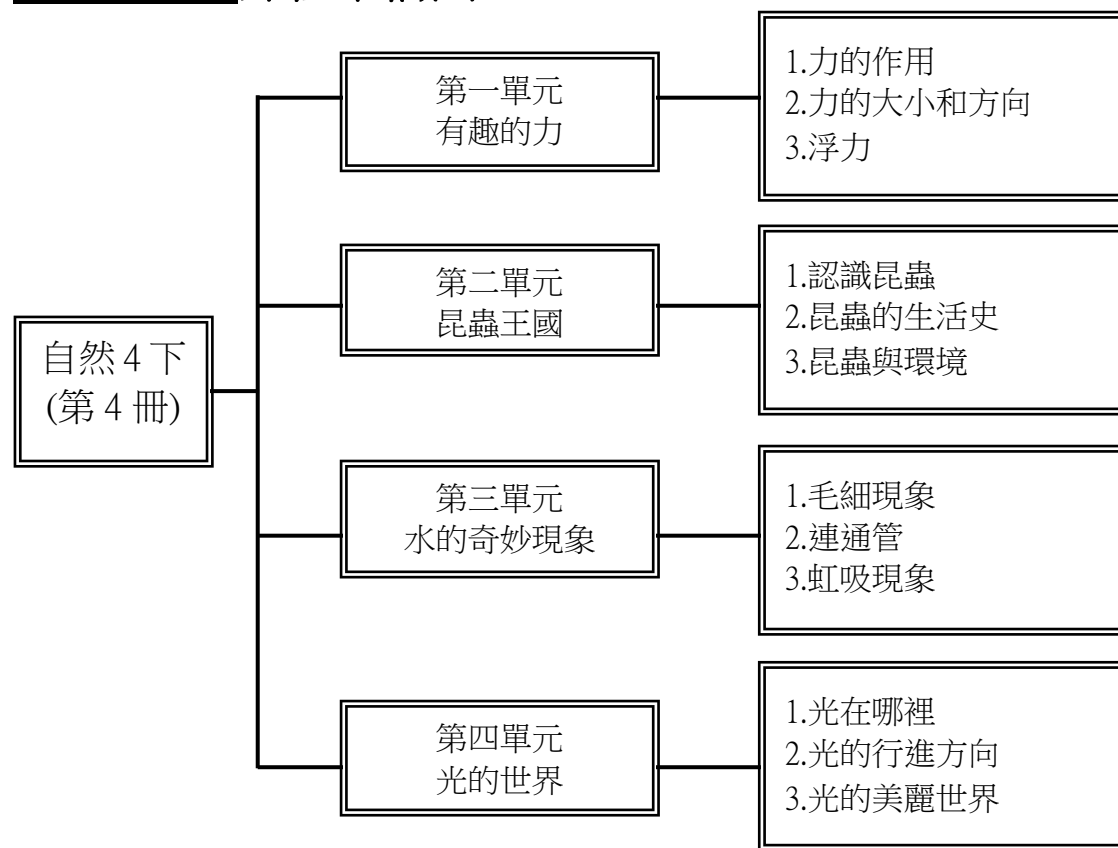 自然 4 下
(第 4 冊)
第一單元
有趣的力
1.力的作用
2.力的大小和方向
3.浮力
第二單元
昆蟲王國
1.認識昆蟲
2.昆蟲的生活史
3.昆蟲與環境
第三單元
水的奇妙現象
1.毛細現象
2.連通管
3.虹吸現象
第四單元
光的世界
1.光在哪裡
2.光的行進方向
3.光的美麗世界